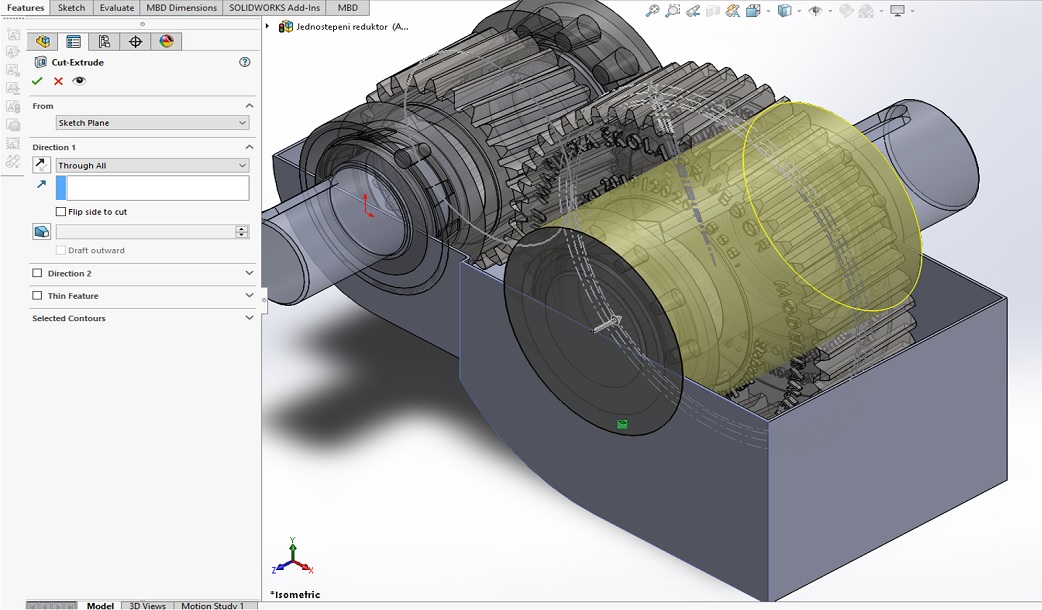 Features Sketch Evaluate MBD Dimensions SOLIDWORKS Add-Ins MBD
Jednostepeni reduktor (A...
Cut-Extrude
From
Sketch Plane
Direction 1
Through All
Flip side to cut
Draft outward
Direction 2
Thin Feature
Selected Contours
Y
Z X
*Isometric
Model 3D Views Motion Study 1